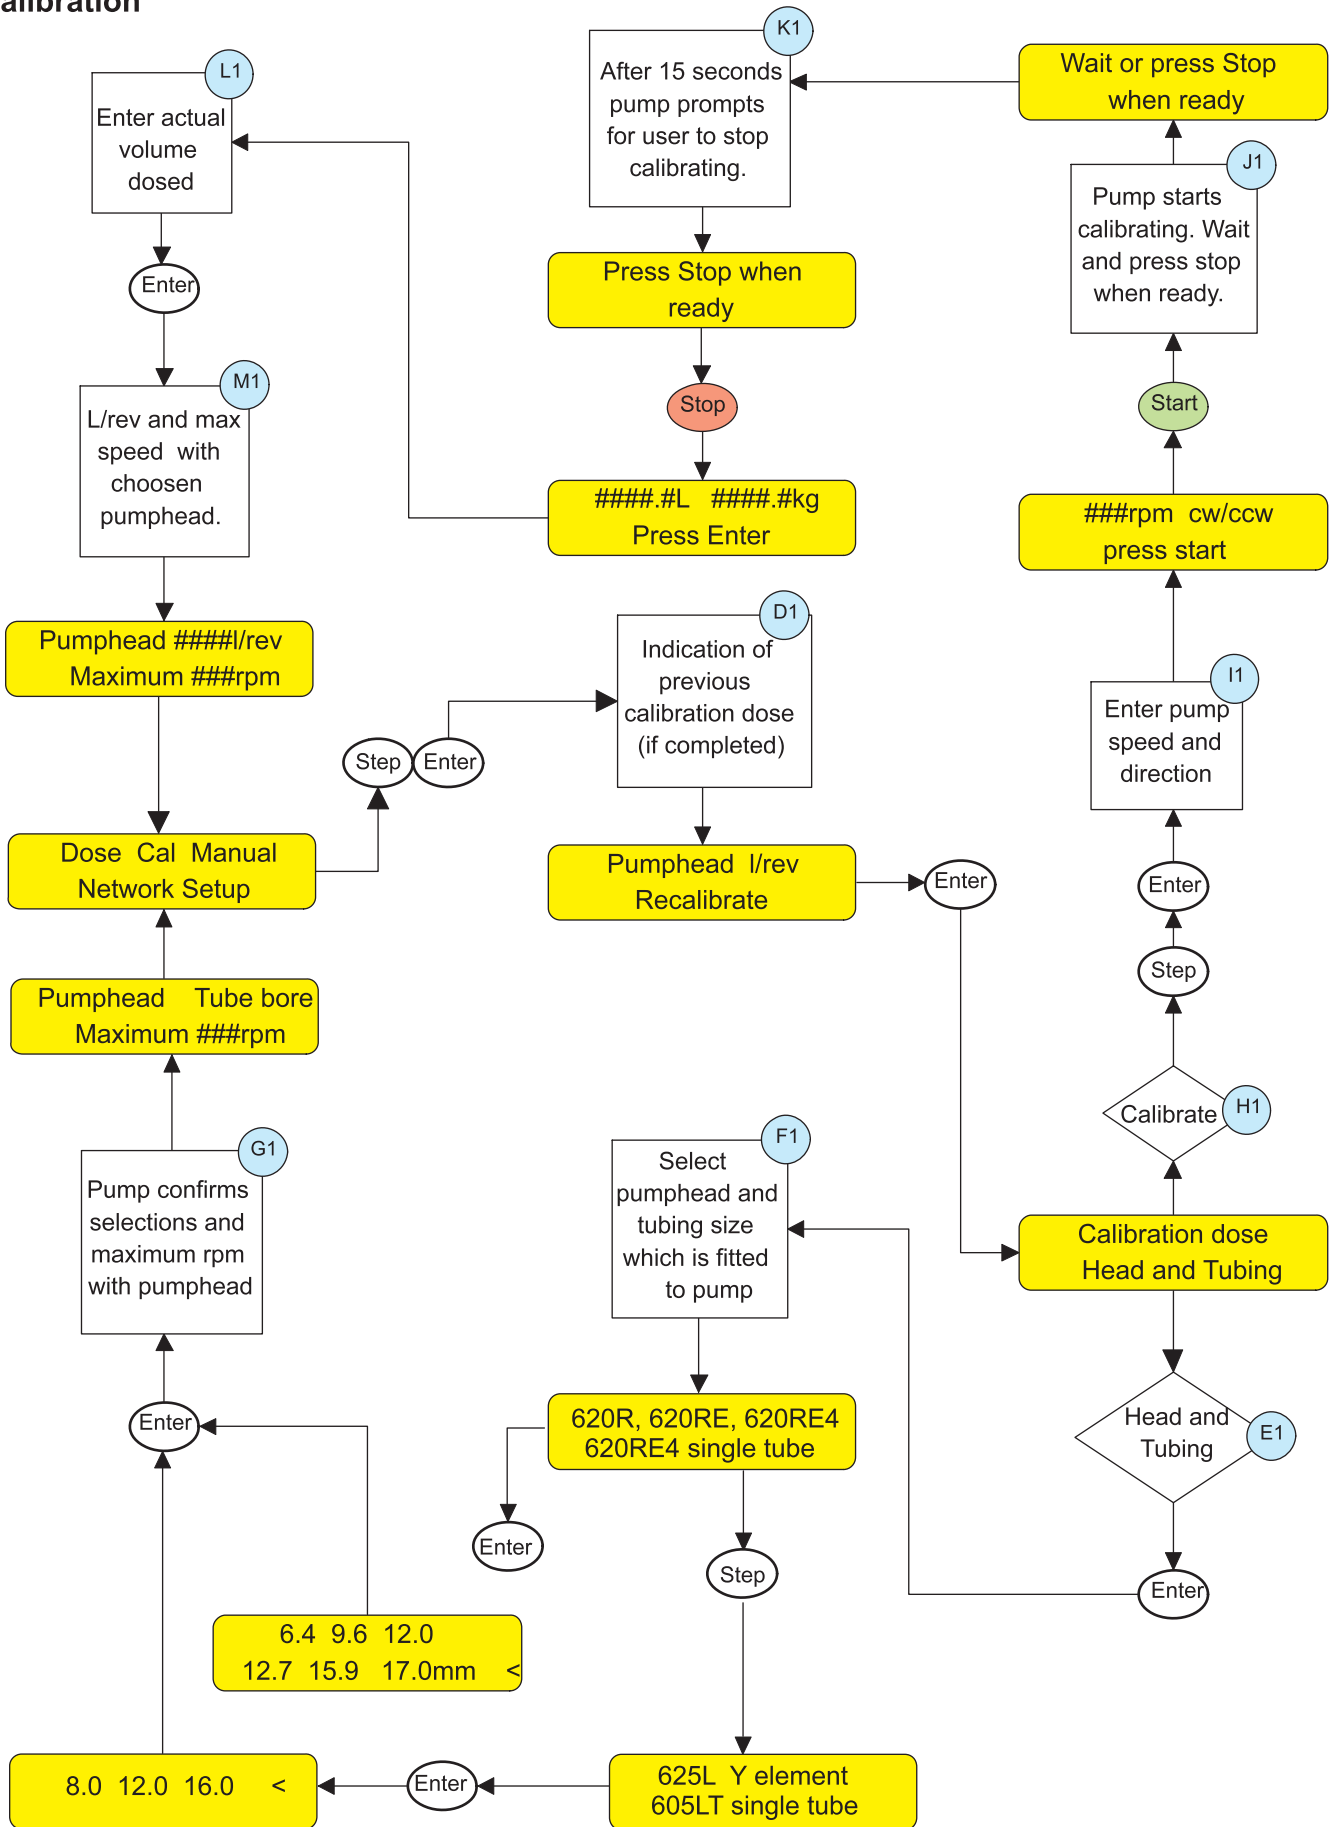 alibration
L1
Enter actual
volume
dosed
Enter
M1
L/rev and max
speed with
choosen
pumphead.
Pumphead ####l/rev
Maximum ###rpm
Dose Cal Manual
Network Setup
Pumphead Tube bore
Maximum ###rpm
G1
Pump confirms
selections and
maximum rpm
with pumphead
Enter
6.4 9.6 12.0
12.7 15.9 17.0mm <
8.0 12.0 16.0 <
Enter
K1
After 15 seconds
pump prompts
for user to stop
calibrating.
Press Stop when
ready
Stop
####.#L ####.#kg
Press Enter
Step
Enter
D1
Indication of
previous
calibration dose
(if completed)
Pumphead l/rev
Recalibrate
Enter
F1
Select
pumphead and
tubing size
which is fitted
to pump
620R, 620RE, 620RE4
620RE4 single tube
Enter
Step
625L Y element
605LT single tube
Wait or press Stop
when ready
J1
Pump starts
calibrating. Wait
and press stop
when ready.
Start
###rpm cw/ccw
press start
I1
Enter pump
speed and
direction
Enter
Step
Calibrate
H1
Calibration dose
Head and Tubing
Head and
Tubing
E1
Enter